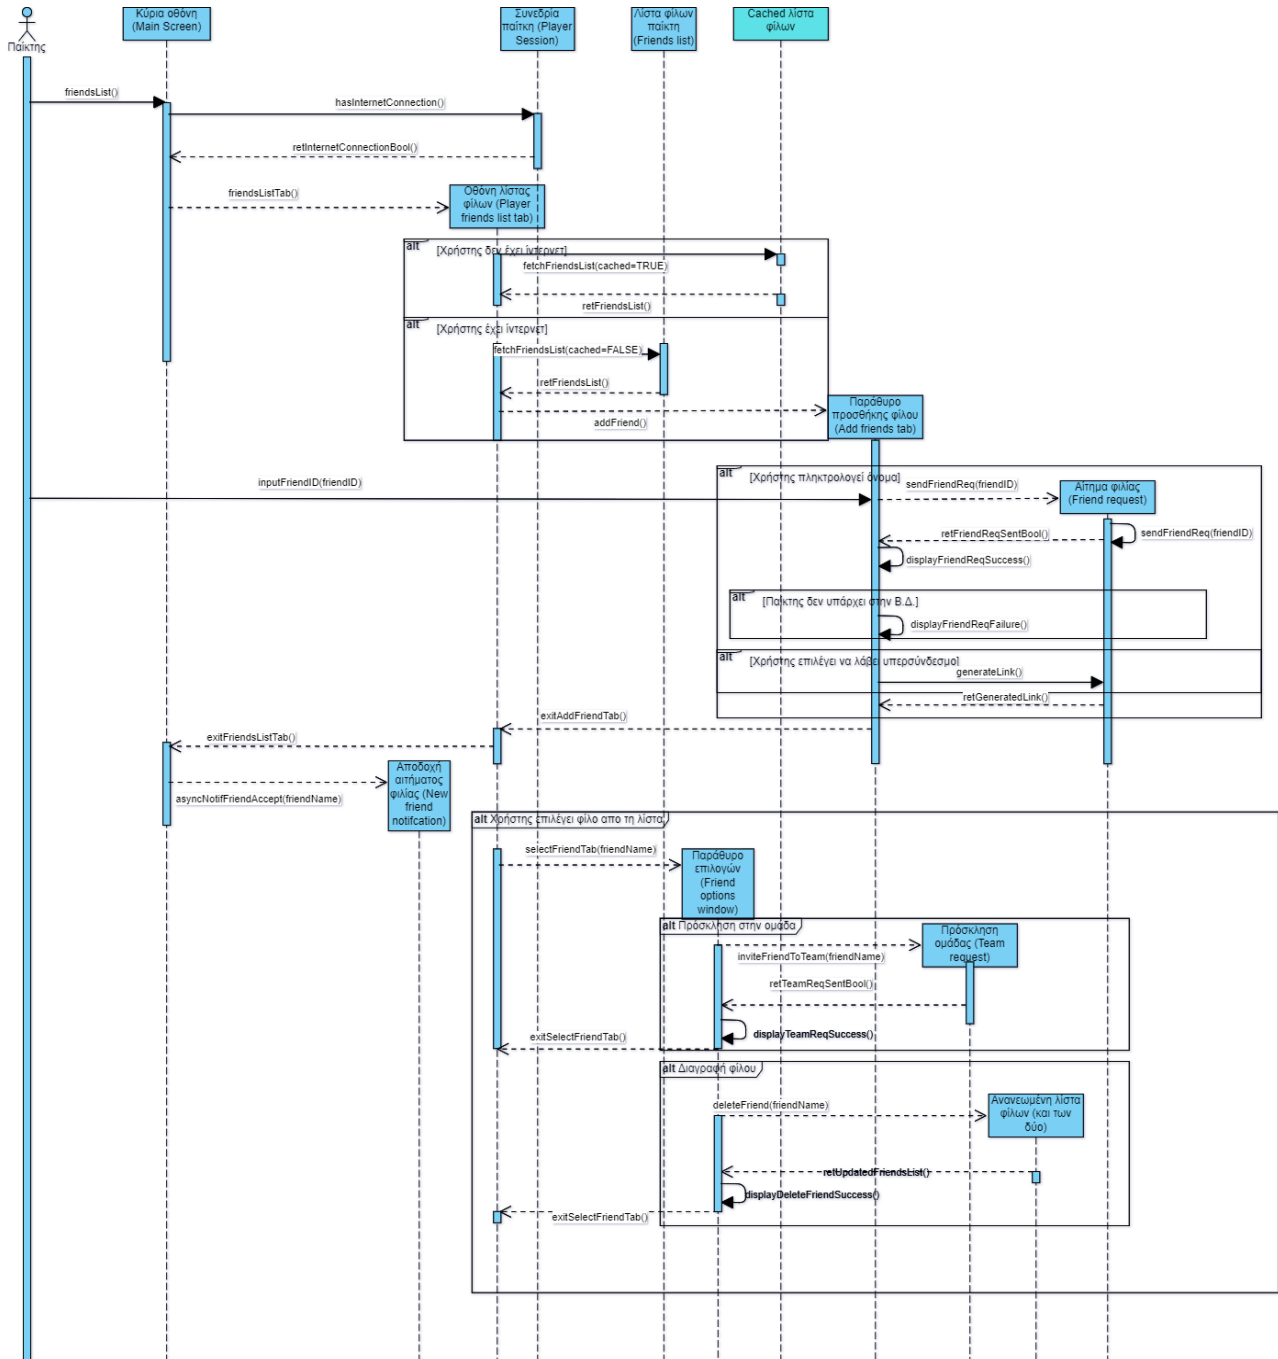 Παίκτης
Κύρια οθόνη
(Main Screen)
Συνεδρία
παίτκη (Player
Session)
Λίστα φίλων
παίκτη
(Friends list)
Cached λίστα
φίλων
friendsList()
hasInternetConnection()
retInternetConnectionBool()
friendsListTab()
Οθόνη λίστας
φίλων (Player
friends list tab)
alt
[Χρήστης δεν έχει ίντερνετ]
fetchFriendsList(cached=TRUE)
retFriendsList()
alt
[Χρήστης έχει ίντερνετ]
fetchFriendsList(cached=FALSE)
retFriendsList()
addFriend()
Παράθυρο
προσθήκης φίλου
(Add friends tab)
alt
[Χρήστης πληκτρολογεί όνομα]
inputFriendID(friendID)
sendFriendReq(friendID)
Αίτημα φιλίας
(Friend request)
retFriendReqSentBool()
sendFriendReq(friendID)
displayFriendReqSuccess()
alt
[Παίκτης δεν υπάρχει στην Β.Δ.]
displayFriendReqFailure()
alt
[Χρήστης επιλέγει να λάβει υπερσύνδεσμο]
generateLink()
retGeneratedLink()
exitAddFriendTab()
exitFriendsListTab()
Αποδοχή
αιτήματος
φιλίας (New
friend
notifcation)
asyncNotifFriendAccept(friendName)
alt Χρήστης επιλέγει φίλο απο τη λίστα
selectFriendTab(friendName)
Παράθυρο
επιλογών
(Friend
options
window)
alt Πρόσκληση στην ομάδα
inviteFriendToTeam(friendName)
Πρόσκληση
ομάδας (Team
request)
retTeamReqSentBool()
displayTeamReqSuccess()
exitSelectFriendTab()
alt Διαγραφή φίλου
deleteFriend(friendName)
Ανανεωμένη λίστα
φίλων (και των
δύο)
retUpdatedFriendsList()
displayDeleteFriendSuccess()
exitSelectFriendTab()